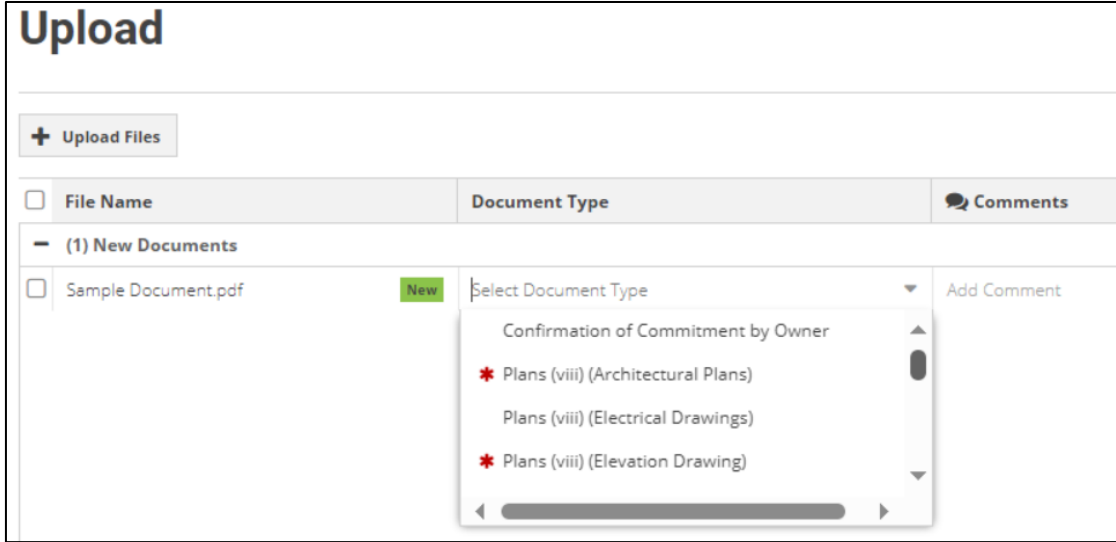 Upload
+ Upload Files
File Name Document Type Comments
− (1) New Documents
Sample Document.pdf New Select Document Type Add Comment
Confirmation of Commitment by Owner
✱ Plans (viii) (Architectural Plans)
Plans (viii) (Electrical Drawings)
✱ Plans (viii) (Elevation Drawing)